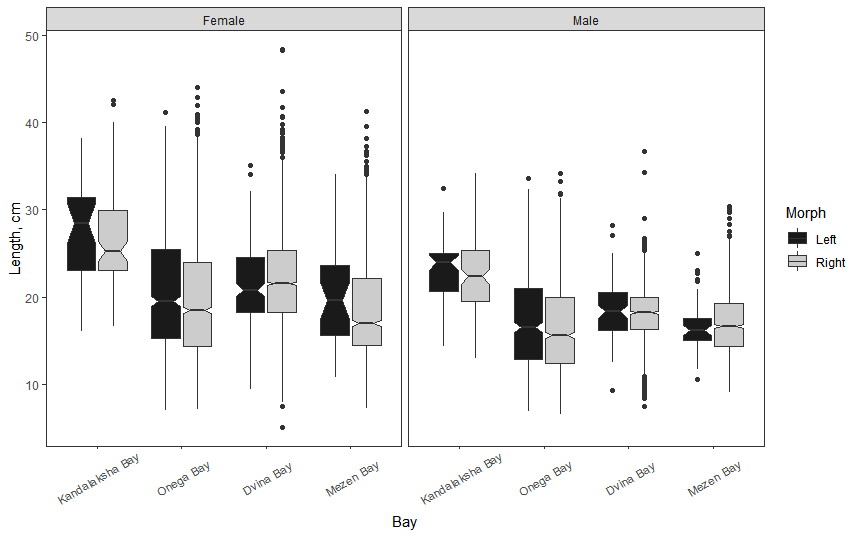 Female Male
50
40
30
20
10
Length, cm
Kandalaksha Bay Onega Bay Dvina Bay Mezen Bay Kandalaksha Bay Onega Bay Dvina Bay Mezen Bay
Bay
Morph
Left
Right